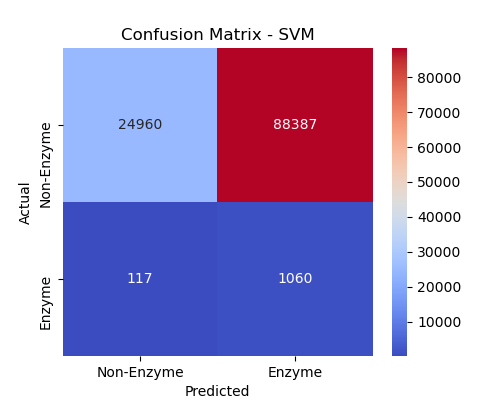 Confusion Matrix - SVM
Actual
Non-Enzyme
Enzyme
24960 88387
117 1060
Non-Enzyme Enzyme
Predicted
80000
70000
60000
50000
40000
30000
20000
10000